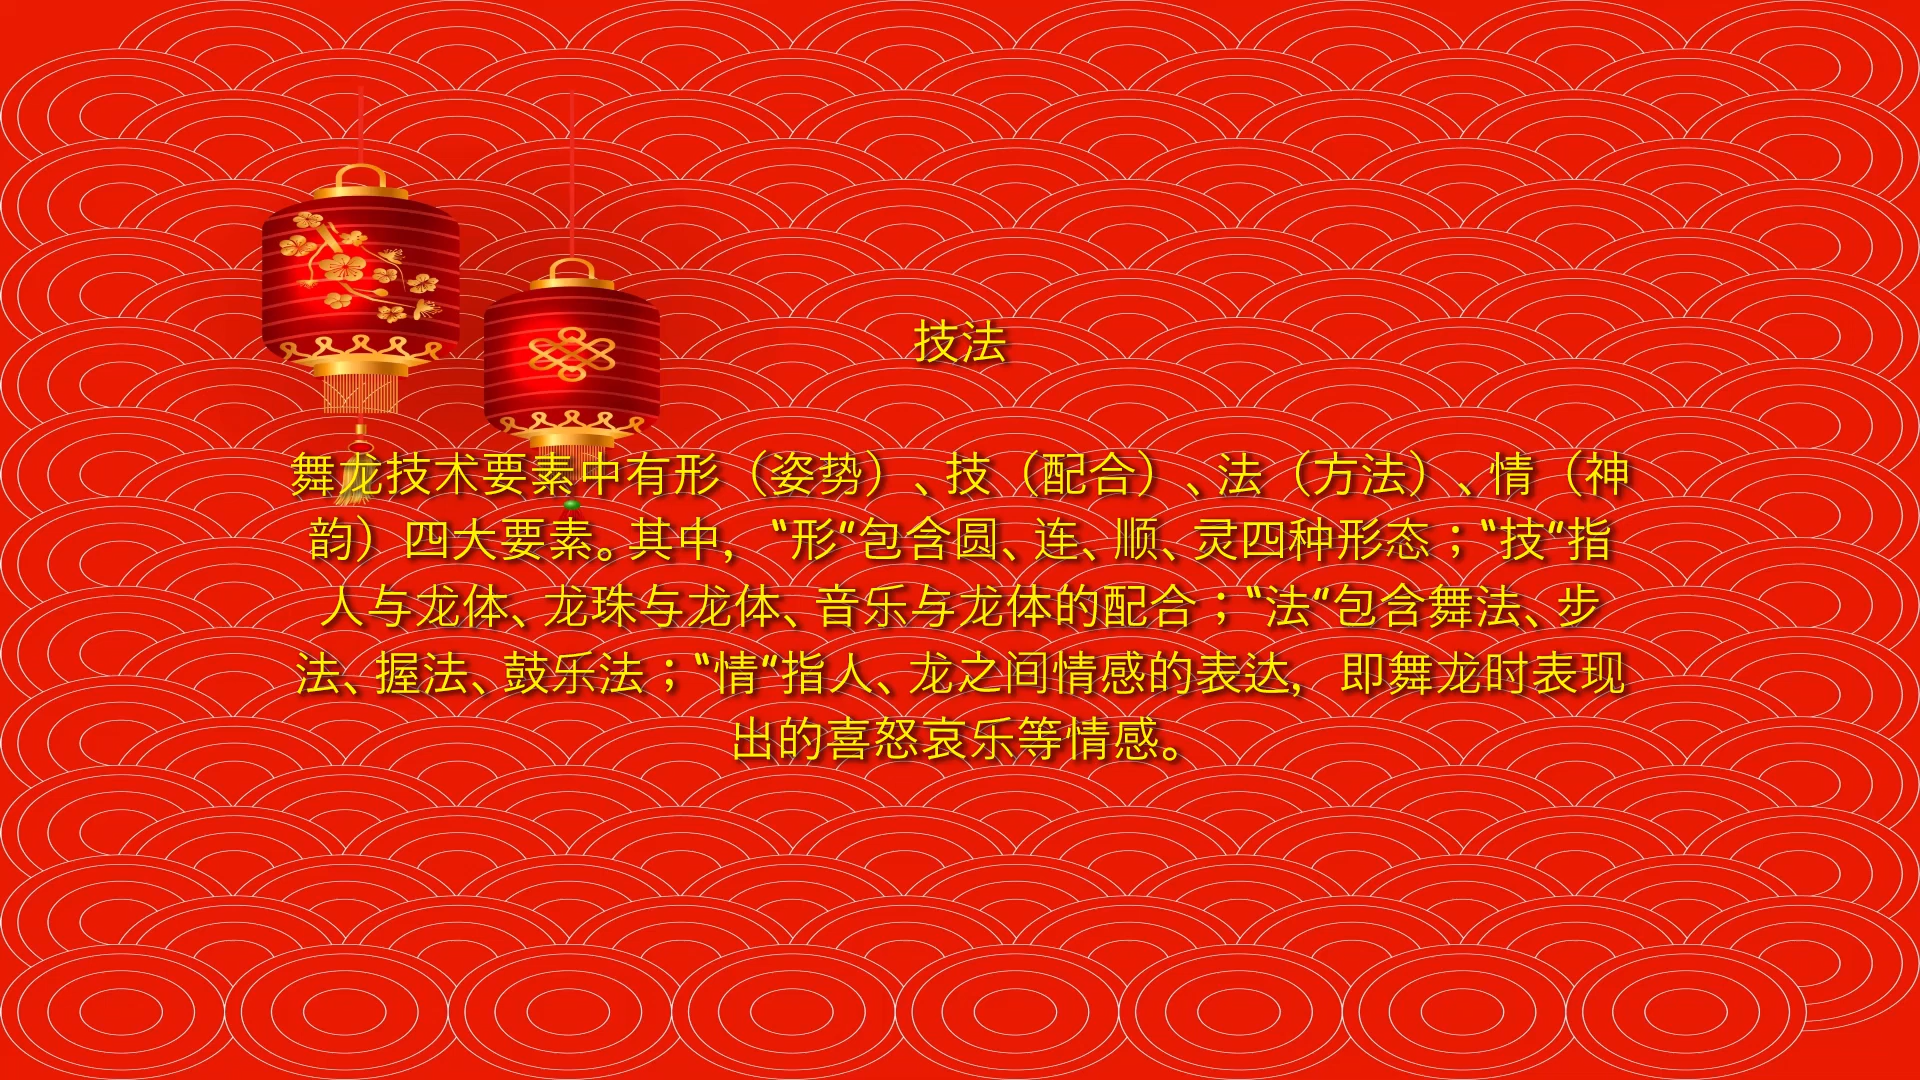 技法
舞龙技术要素中有形（姿势）、技（配合）、法（方法）、情（神
韵）四大要素。其中，“形”包含圆、连、顺、灵四种形态；“技”指
人与龙体、龙珠与龙体、音乐与龙体的配合；“法”包含舞法、步
法、握法、鼓乐法；“情”指人、龙之间情感的表达，即舞龙时表现
出的喜怒哀乐等情感。